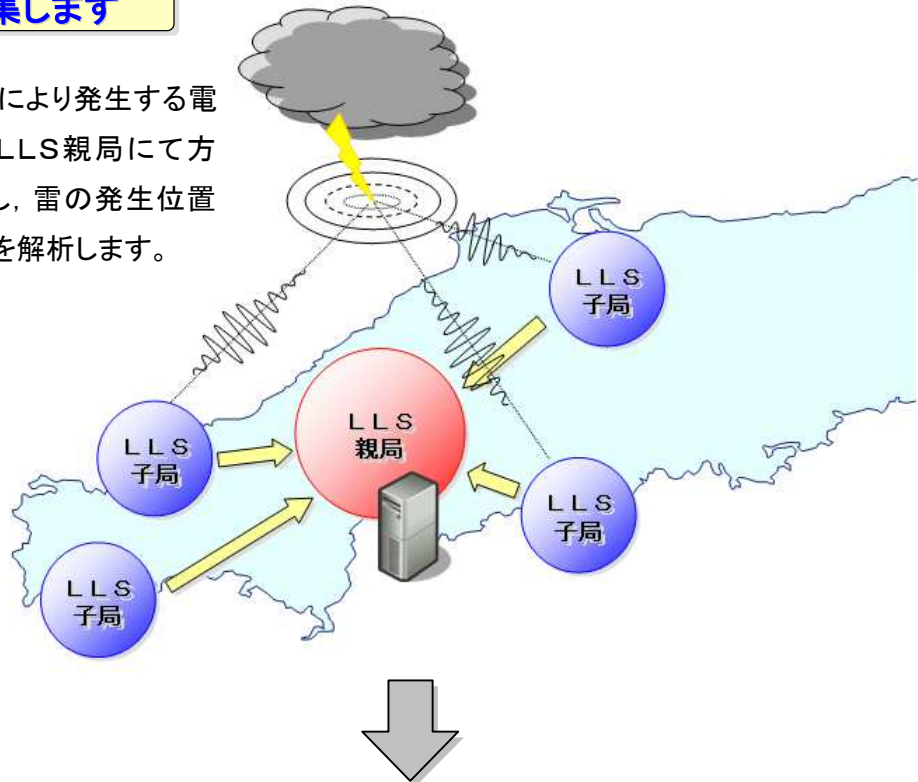 集します
により発生する電
LLS親局にて方
し, 雷の発生位置
を解析します。
LLS
子局
LLS
親局
LLS
子局
LLS
子局
LLS
子局